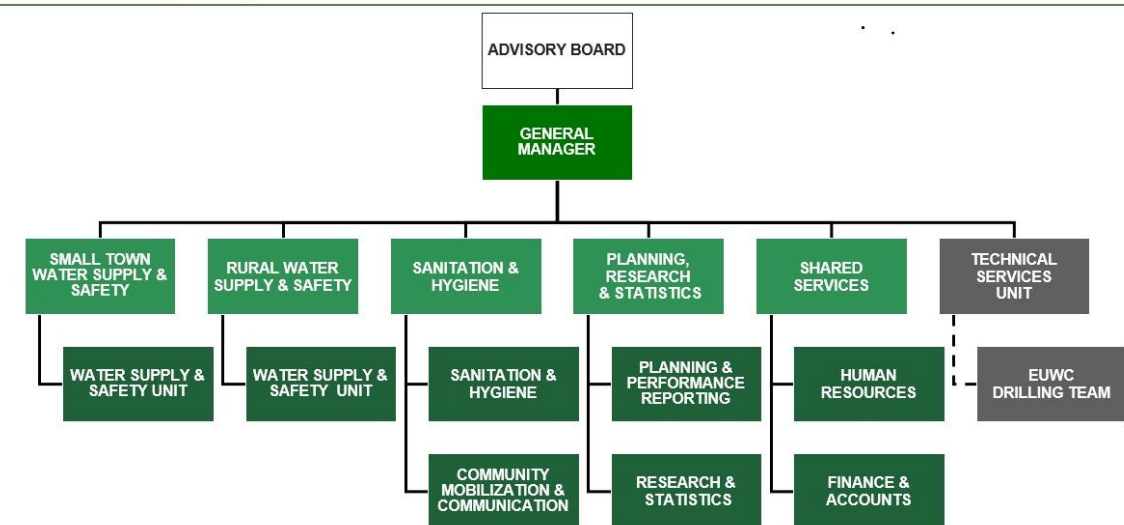 ADVISORY BOARD
GENERAL
MANAGER
SMALL TOWN
WATER SUPPLY &
SAFETY
RURAL WATER
SUPPLY & SAFETY
SANITATION &
HYGIENE
PLANNING,
RESEARCH
& STATISTICS
SHARED
SERVICES
TECHNICAL
SERVICES
UNIT
WATER SUPPLY &
SAFETY UNIT
WATER SUPPLY &
SAFETY UNIT
SANITATION &
HYGIENE
PLANNING &
PERFORMANCE
REPORTING
HUMAN
RESOURCES
EUWC
DRILLING TEAM
COMMUNITY
MOBILIZATION &
COMMUNICATION
RESEARCH &
STATISTICS
FINANCE &
ACCOUNTS